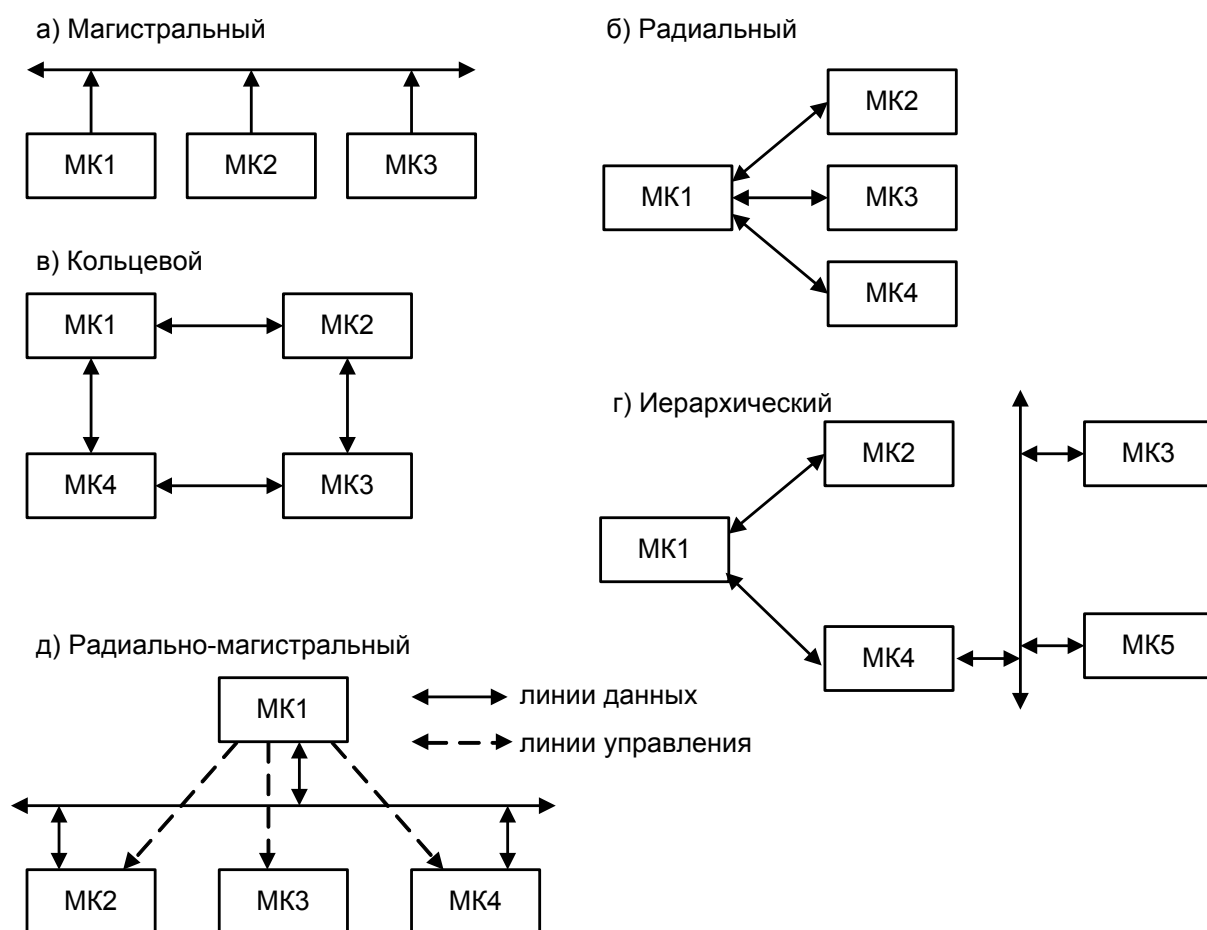 а) Магистральный
МК1
МК2
МК3
б) Радиальный
МК2
МК1
МК3
МК4
в) Кольцевой
МК1
МК2
МК4
МК3
г) Иерархический
МК2
МК3
МК1
МК4
МК5
д) Радиально-магистральный
МК1
линии данных
линии управления
МК2
МК3
МК4